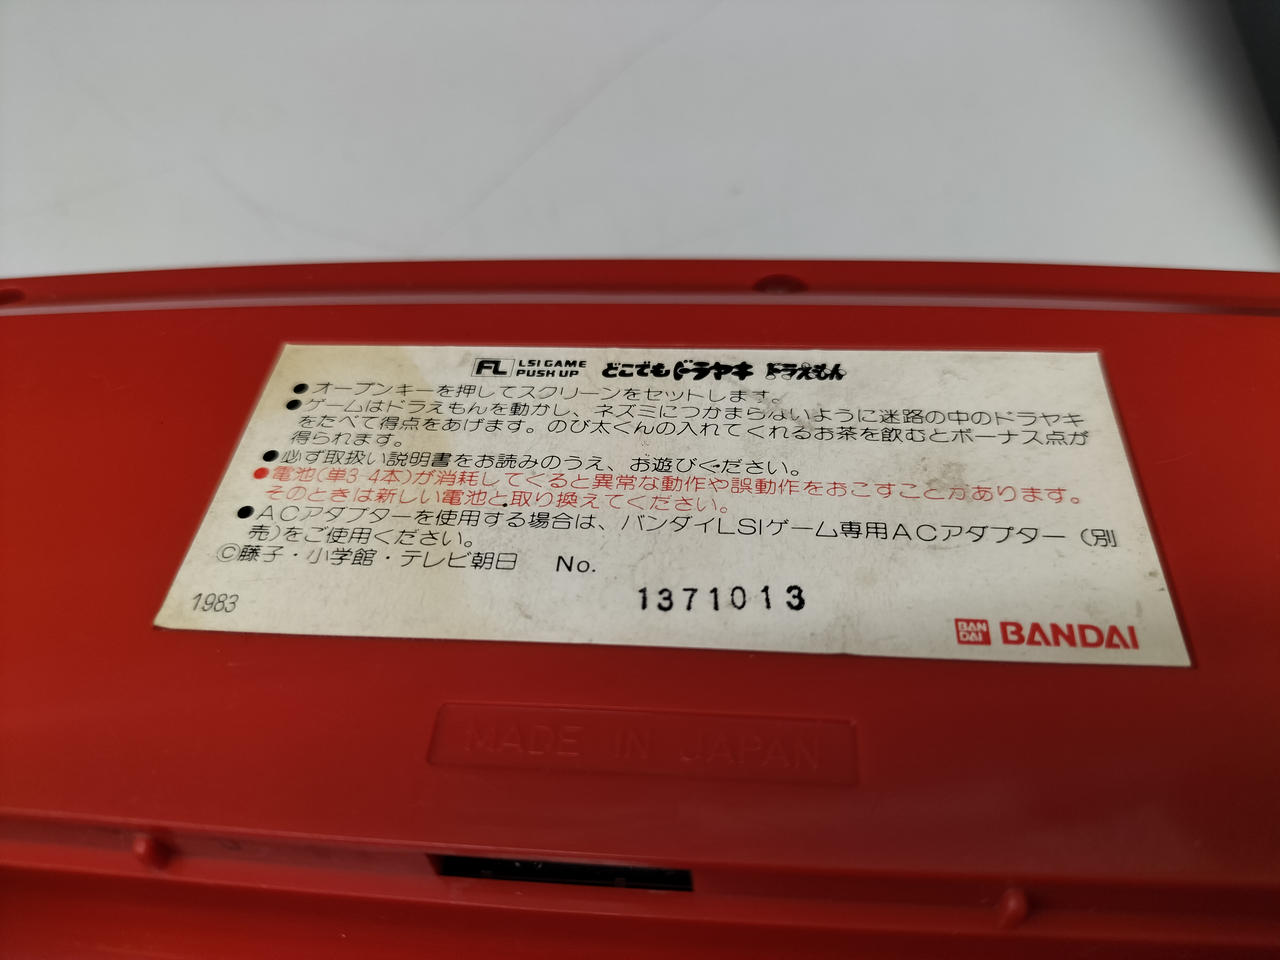 FL LSI GAME PUSH UP どこでもドラヤキ ドラえもん
●オープンキーを押してスクリーンをセットします。
●ゲームはドラえもんを動かし、ネズミにつかまらないように迷路の中のドラヤキ
をたべて得点をあげます。のび太くんの入れてくれるお茶を飲むとボーナス点が
得られます。
●必ず取扱い説明書をお読みのうえ、お遊びください。
●電池(単3-4本)が消耗してくると異常な動作や誤動作をおこすことがあります。
そのときは新しい電池と取り換えてください。
●ACアダプターを使用する場合は、バンダイLSIゲーム専用ACアダプター(別
売)をご使用ください。
©藤子・小学館・テレビ朝日 No.
1371013
1983
BAN DAI BANDAI
MADE IN JAPAN